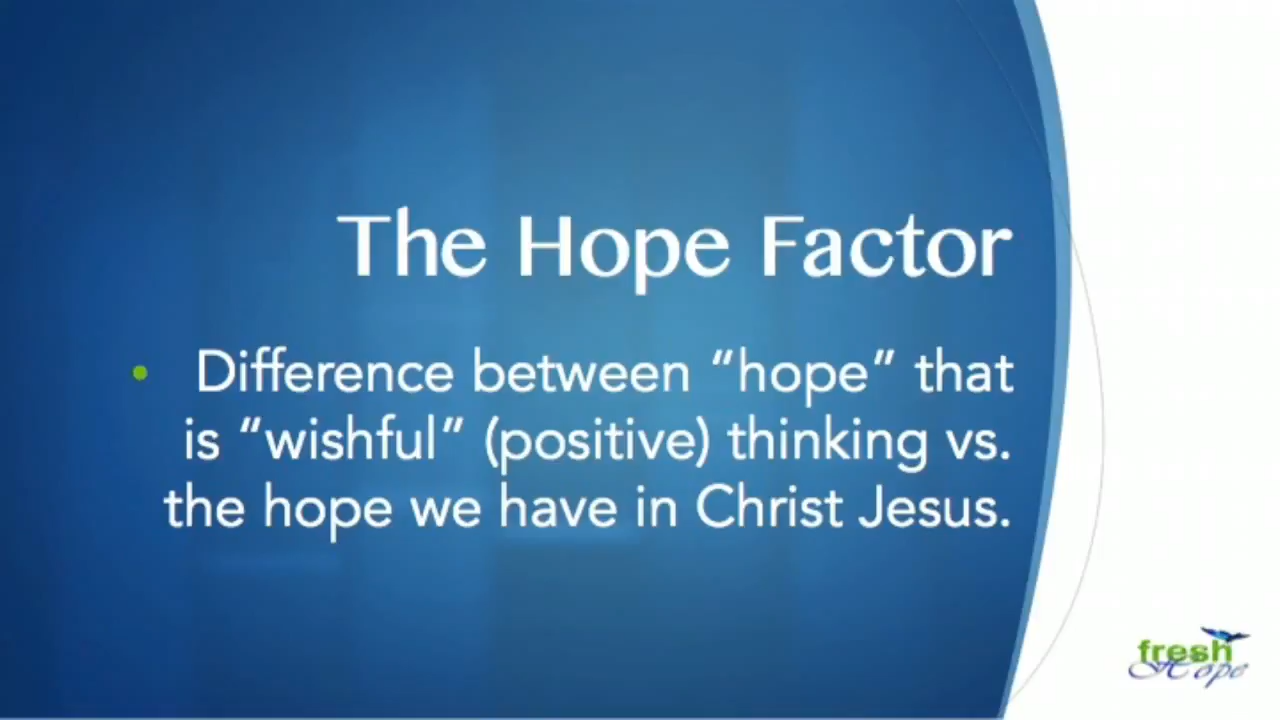 The Hope Factor
• Difference between “hope” that
is “wishful” (positive) thinking vs.
the hope we have in Christ Jesus.
fresh
Hope